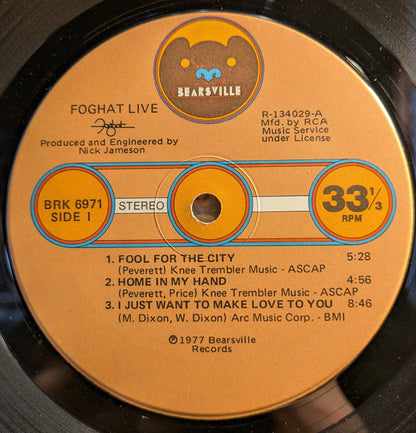 BEARSVILLE
FOGHAT LIVE
Foghat
Produced and Engineered by
Nick Jameson
R-134029-A
Mfd. by RCA
Music Service
under License
BRK 6971
SIDE I
STEREO
33 1/3
RPM
1. FOOL FOR THE CITY 5:28
(Peverett) Knee Trembler Music - ASCAP
2. HOME IN MY HAND 4:56
(Peverett, Price) Knee Trembler Music - ASCAP
3. I JUST WANT TO MAKE LOVE TO YOU 8:46
(M. Dixon, W. Dixon) Arc Music Corp. - BMI
℗1977 Bearsville
Records